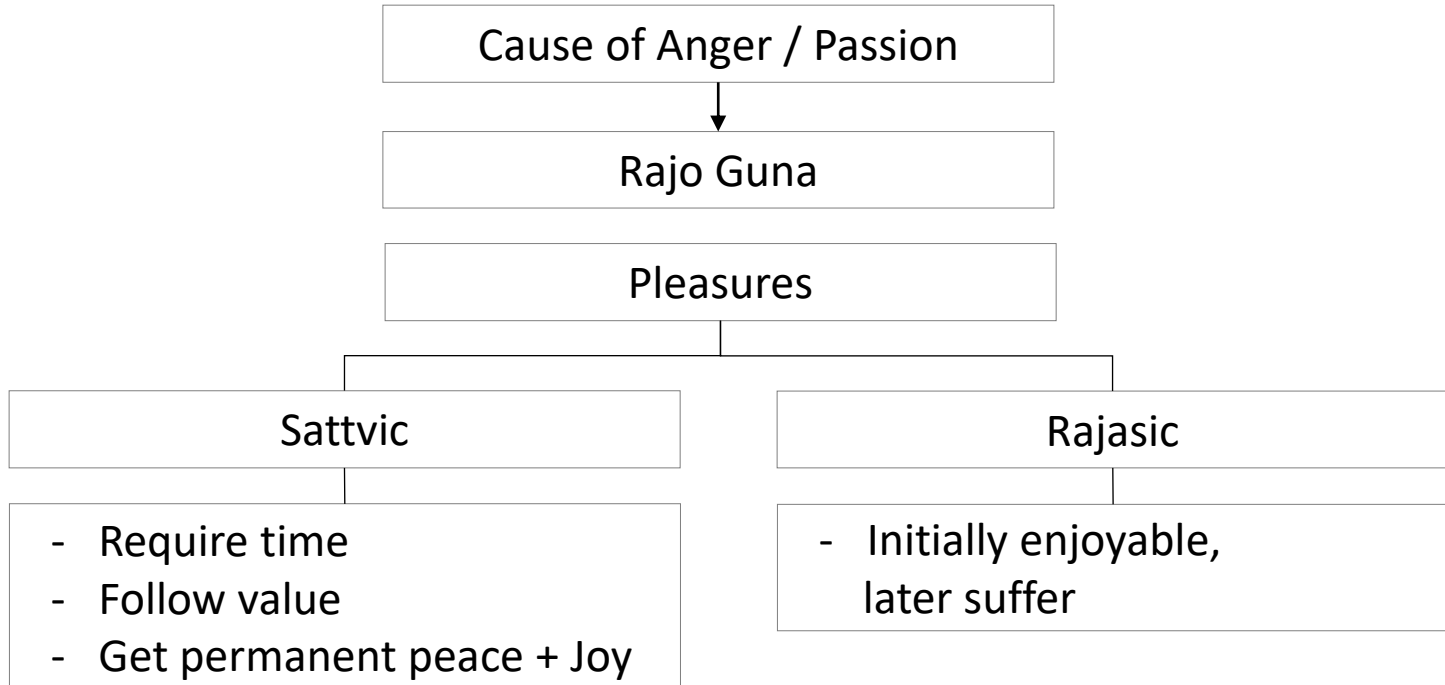 Cause of Anger / Passion
Rajo Guna
Pleasures
Sattvic
- Require time
- Follow value
- Get permanent peace + Joy
Rajasic
- Initially enjoyable,
later suffer